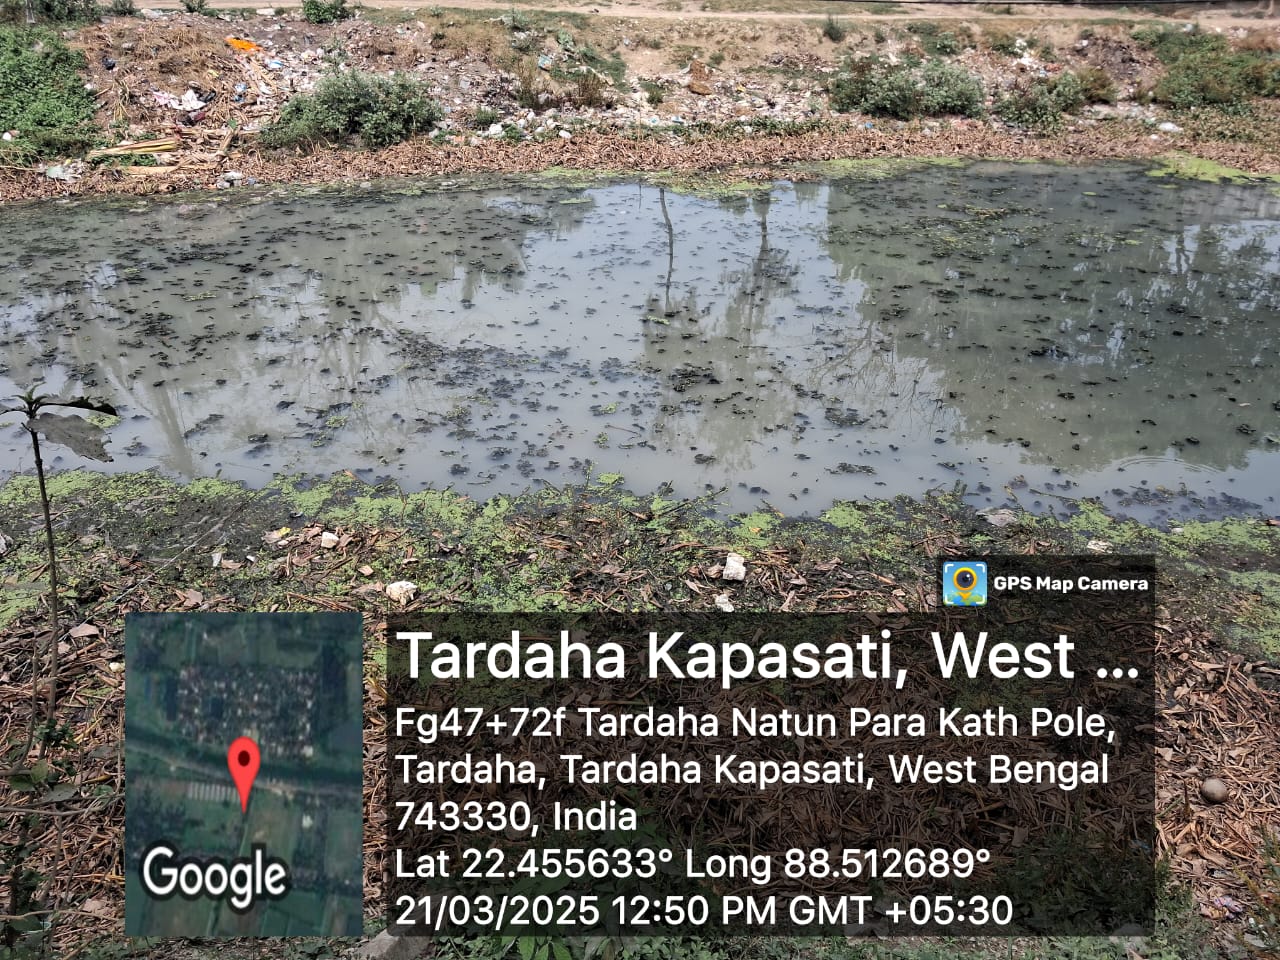 GPS Map Camera
Tardaha Kapasati, West ...
Fg47+72f Tardaha Natun Para Kath Pole,
Tardaha, Tardaha Kapasati, West Bengal
743330, India
Lat 22.455633° Long 88.512689°
21/03/2025 12:50 PM GMT +05:30
Google